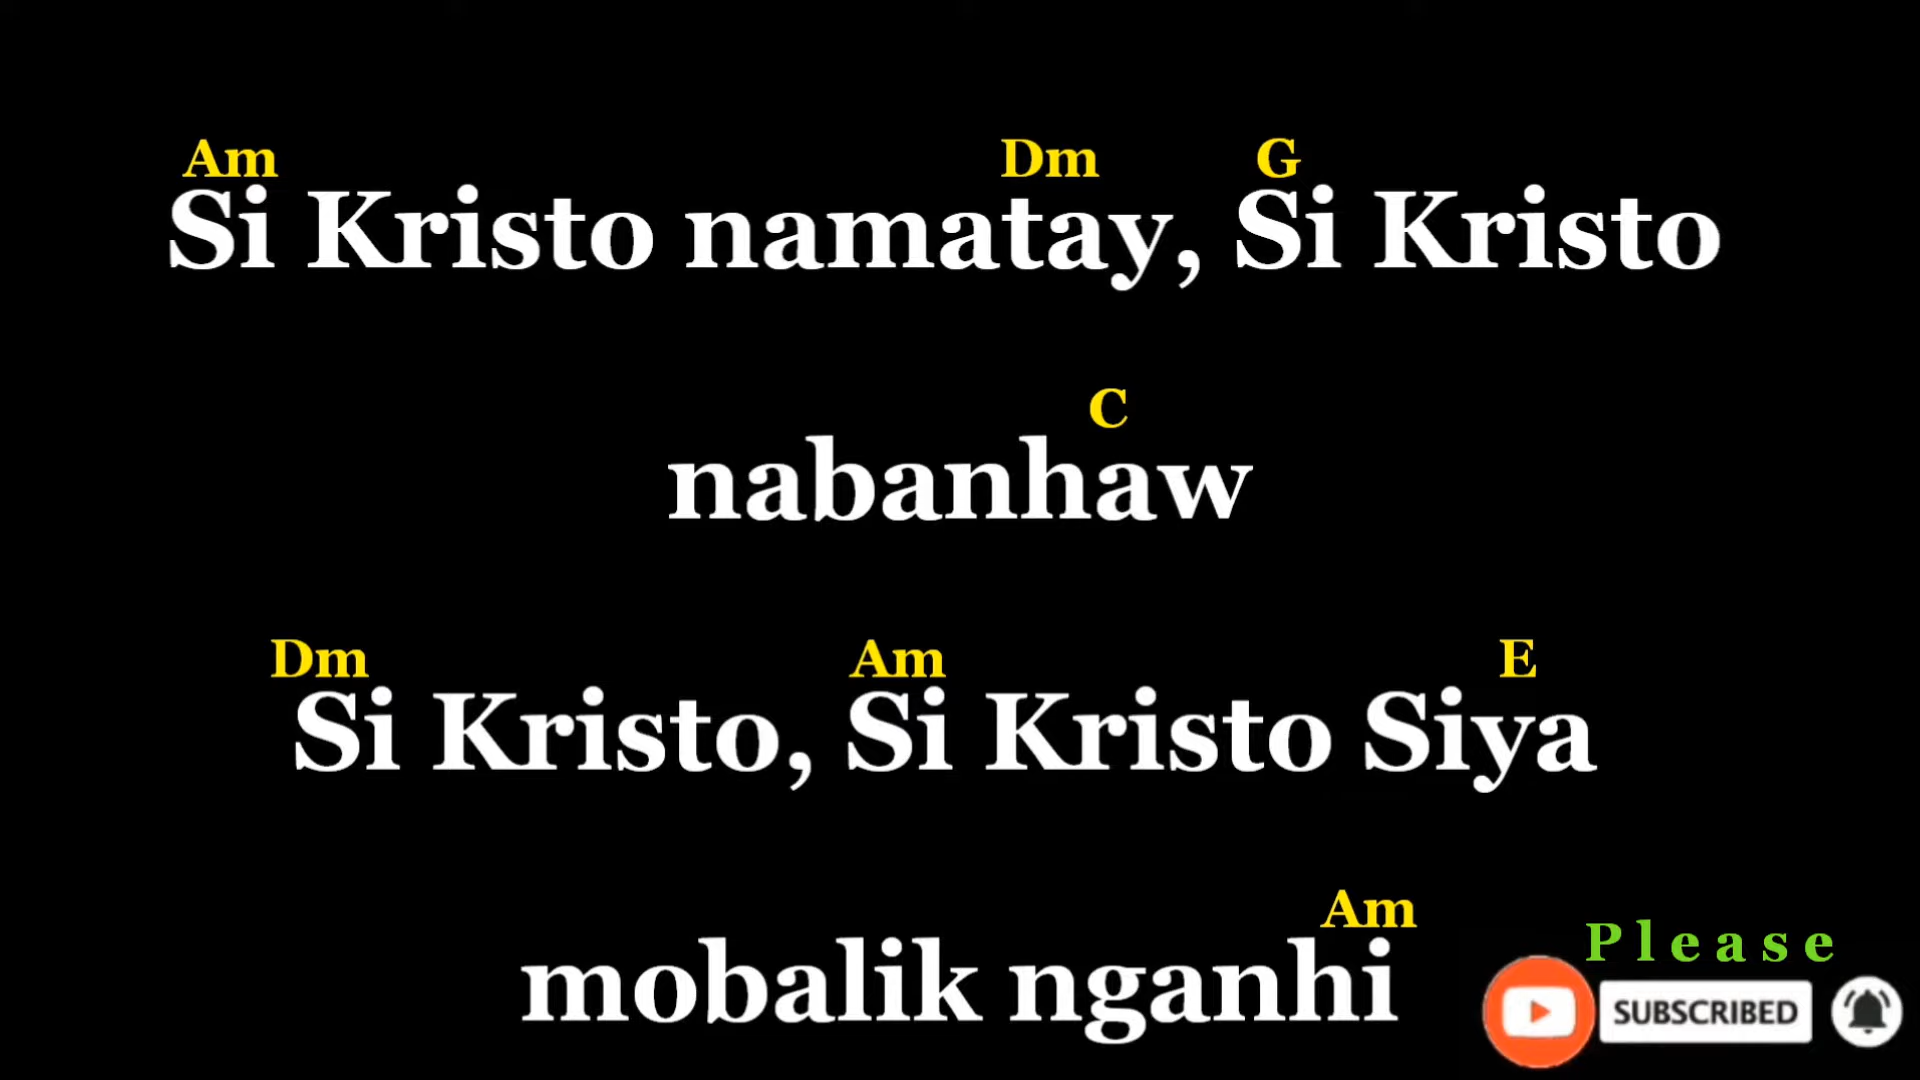 Am Dm G
Si Kristo namatay, Si Kristo
C
nabanhaw
Dm Am E
Si Kristo, Si Kristo Siya
Am
mobalik nganhi
Please
SUBSCRIBED